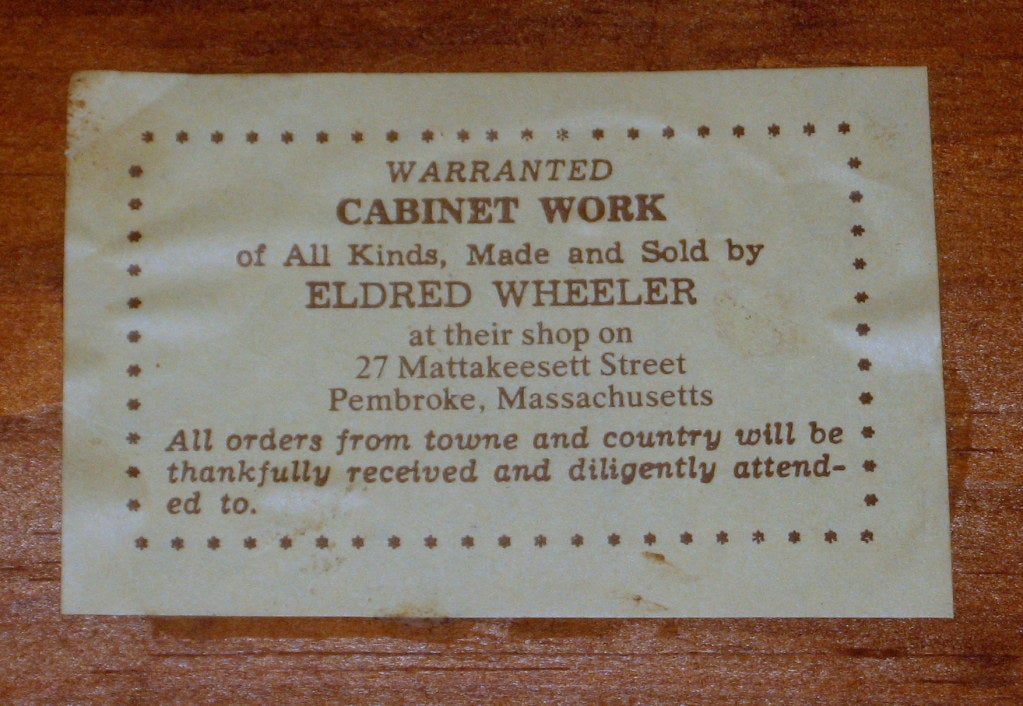 WARRANTED
CABINET WORK
of All Kinds, Made and Sold by
ELDRED WHEELER
at their shop on
27 Mattakeesett Street
Pembroke, Massachusetts
All orders from towne and country will be
thankfully received and diligently attend-
ed to.